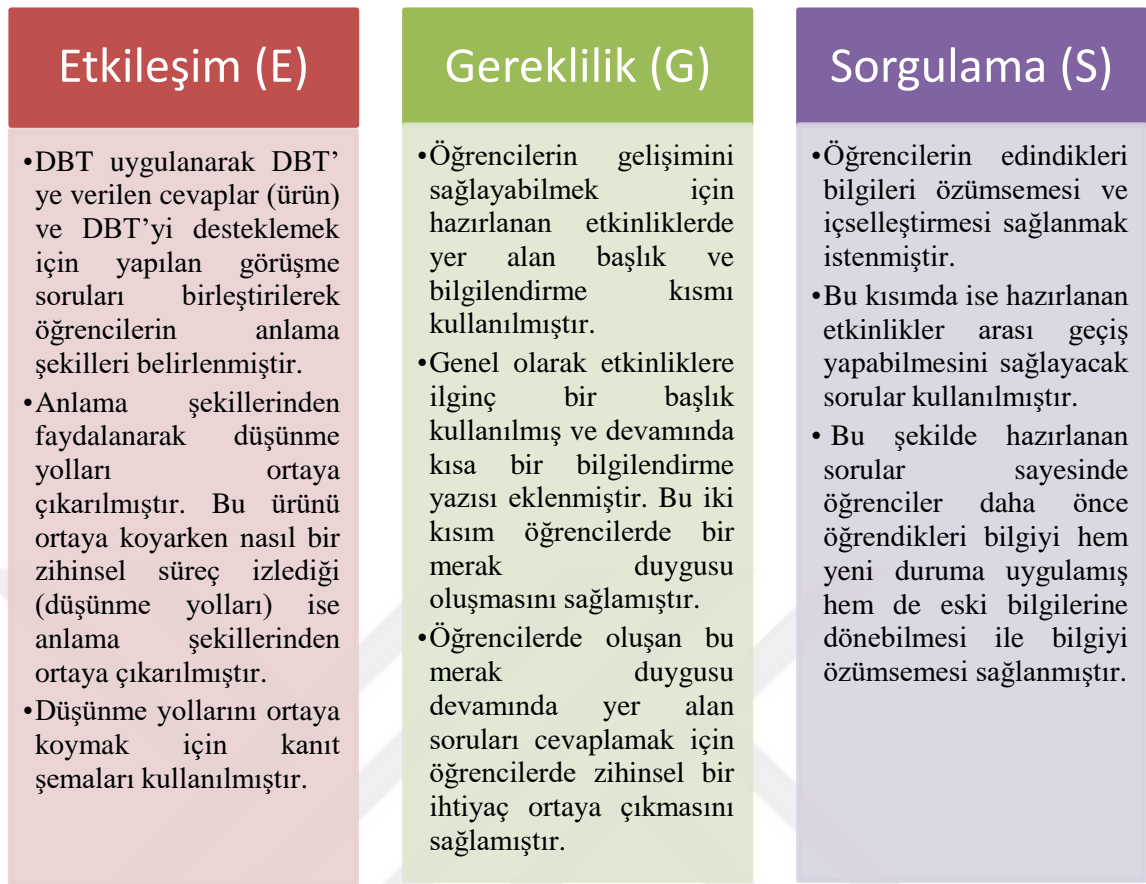 Etkileşim (E)
•DBT uygulanarak DBT’
ye verilen cevaplar (ürün)
ve DBT’yi desteklemek
için yapılan görüşme
soruları birleştirilerek
öğrencilerin anlama
şekilleri belirlenmiştir.
•Anlama şekillerinden
faydalanarak düşünme
yolları ortaya
çıkarılmıştır. Bu ürünü
ortaya koyarken nasıl bir
zihinsel süreç izlediği
(düşünme yolları) ise
anlama şekillerinden
ortaya çıkarılmıştır.
•Düşünme yollarını ortaya
koymak için kanıt
şemaları kullanılmıştır.
Gereklilik (G)
•Öğrencilerin gelişimini
sağlayabilmek için
hazırlanan etkinliklerde
yer alan başlık ve
bilgilendirme kısmı
kullanılmıştır.
•Genel olarak etkinliklere
ilginç bir başlık
kullanılmış ve devamında
kısa bir bilgilendirme
yazısı eklenmiştir. Bu iki
kısım öğrencilerde bir
merak duygusu
oluşmasını sağlamıştır.
•Öğrencilerde oluşan bu
merak duygusu
devamında yer alan
soruları cevaplamak için
öğrencilerde zihinsel bir
ihtiyaç ortaya çıkmasını
sağlamıştır.
Sorgulama (S)
•Öğrencilerin edindikleri
bilgileri özümsemesi ve
içselleştirmesi sağlanmak
istenmiştir.
•Bu kısımda ise hazırlanan
etkinlikler arası geçiş
yapabilmesini sağlayacak
sorular kullanılmıştır.
• Bu şekilde hazırlanan
sorular sayesinde
öğrenciler daha önce
öğrendikleri bilgiyi hem
yeni duruma uygulamış
hem de eski bilgilerine
dönebilmesi ile bilgiyi
özümsemesi sağlanmıştır.